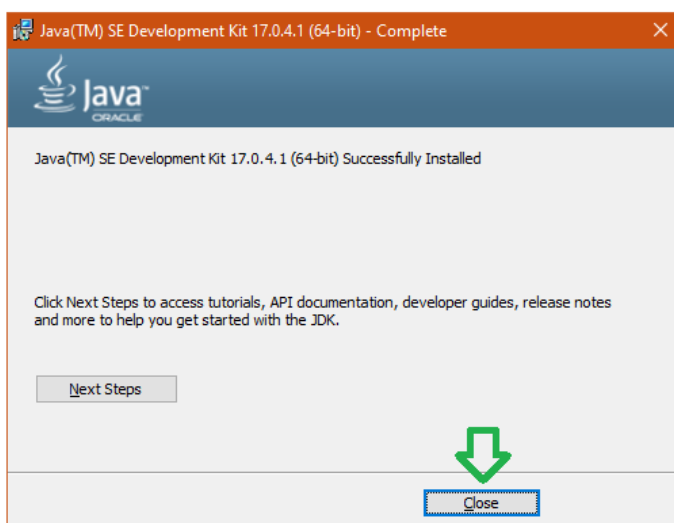 Java(TM) SE Development Kit 17.0.4.1 (64-bit) - Complete
Java™
ORACLE
Java(TM) SE Development Kit 17.0.4.1 (64-bit) Successfully Installed
Click Next Steps to access tutorials, API documentation, developer guides, release notes
and more to help you get started with the JDK.
Next Steps
Close